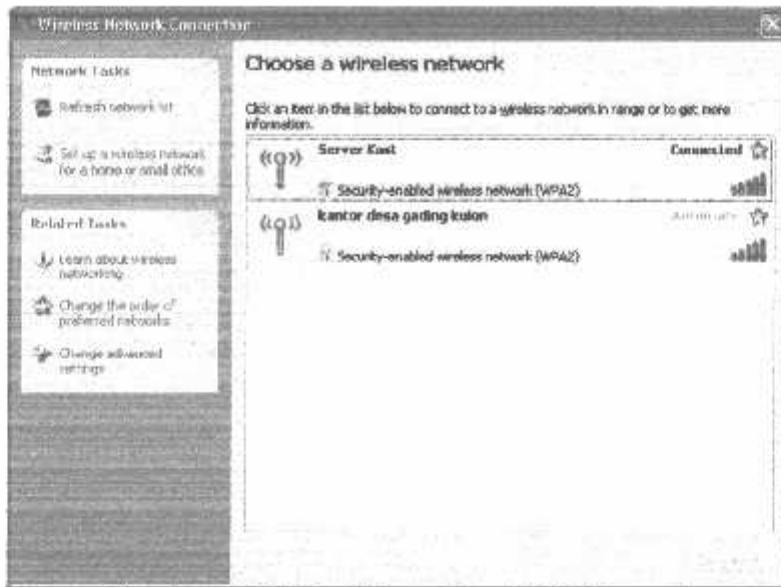 Wireless Network Connection
Network Tasks
Refresh network list
Set up a wireless network
for a home or small office
Related Tasks
Learn about wireless
networking
Change the order of
preferred networks
Change advanced
settings
Choose a wireless network
Click an item in the list below to connect to a wireless network in range or to get more
information.
Server Kost
Connected
Security-enabled wireless network (WPA2)
kantor desa gading kulon
Automatic
Security-enabled wireless network (WPA2)